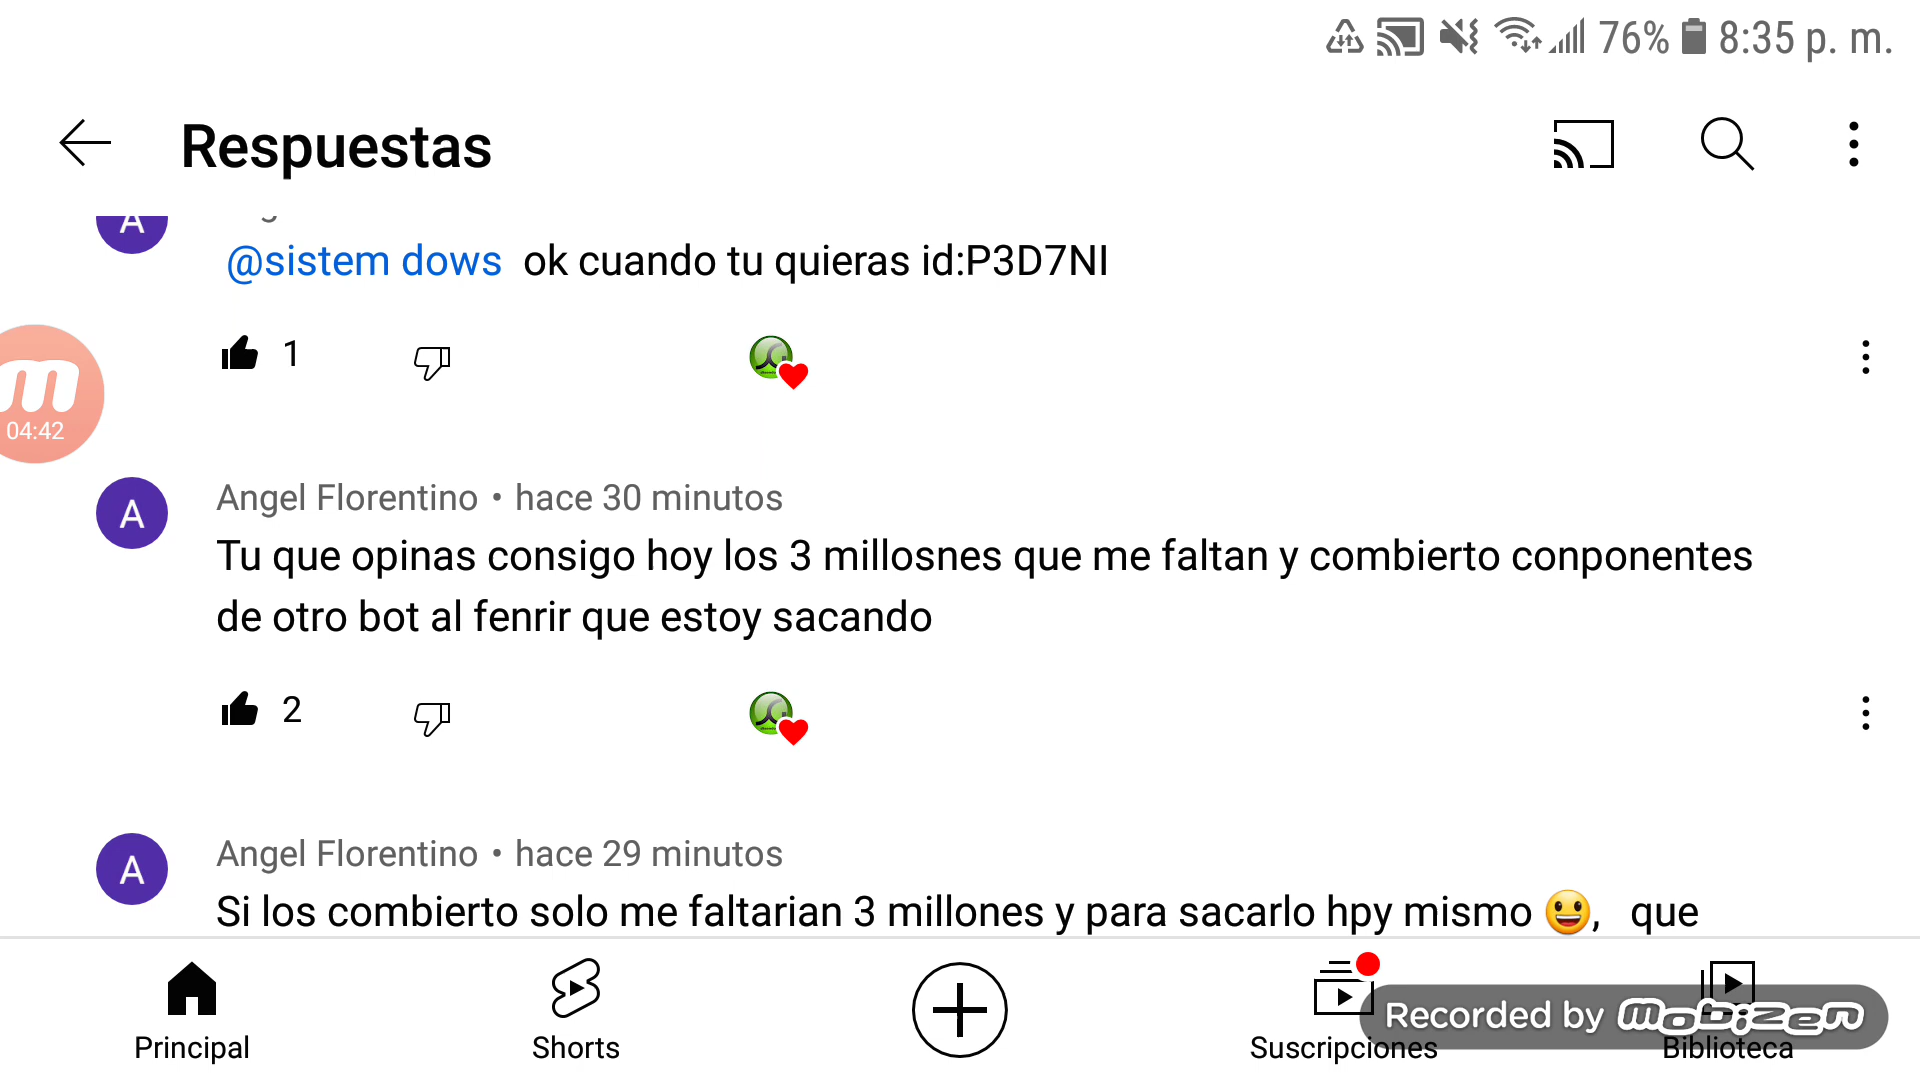 76% 8:35 p. m.
Respuestas
A
@sistem dows ok cuando tu quieras id:P3D7NI
1
m
04:42
A
Angel Florentino • hace 30 minutos
Tu que opinas consigo hoy los 3 millosnes que me faltan y combierto conponentes
de otro bot al fenrir que estoy sacando
2
A
Angel Florentino • hace 29 minutos
Si los combierto solo me faltarian 3 millones y para sacarlo hpy mismo 😃, que
Principal
Shorts
Suscripciones
Biblioteca
Recorded by mobizen